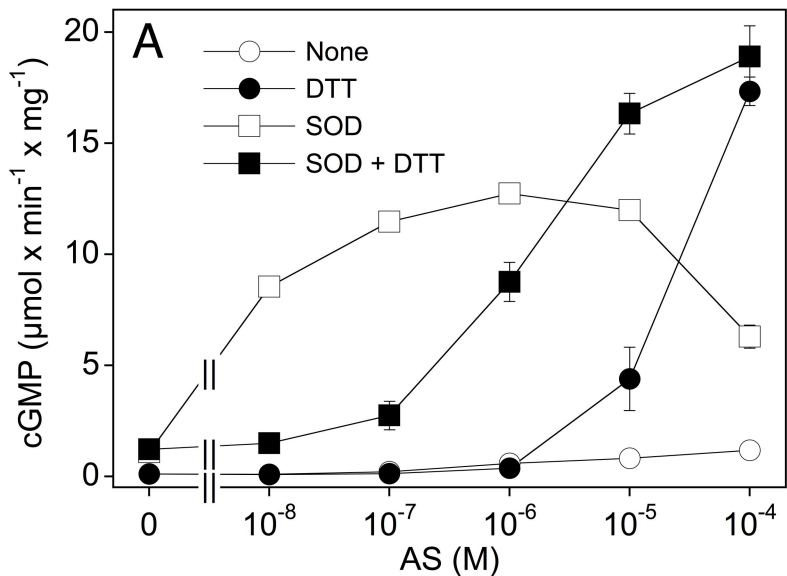 A
None
DTT
SOD
SOD + DTT
20
15
10
5
0
cGMP (µmol x min⁻¹ x mg⁻¹)
0 10⁻⁸ 10⁻⁷ 10⁻⁶ 10⁻⁵ 10⁻⁴
AS (M)